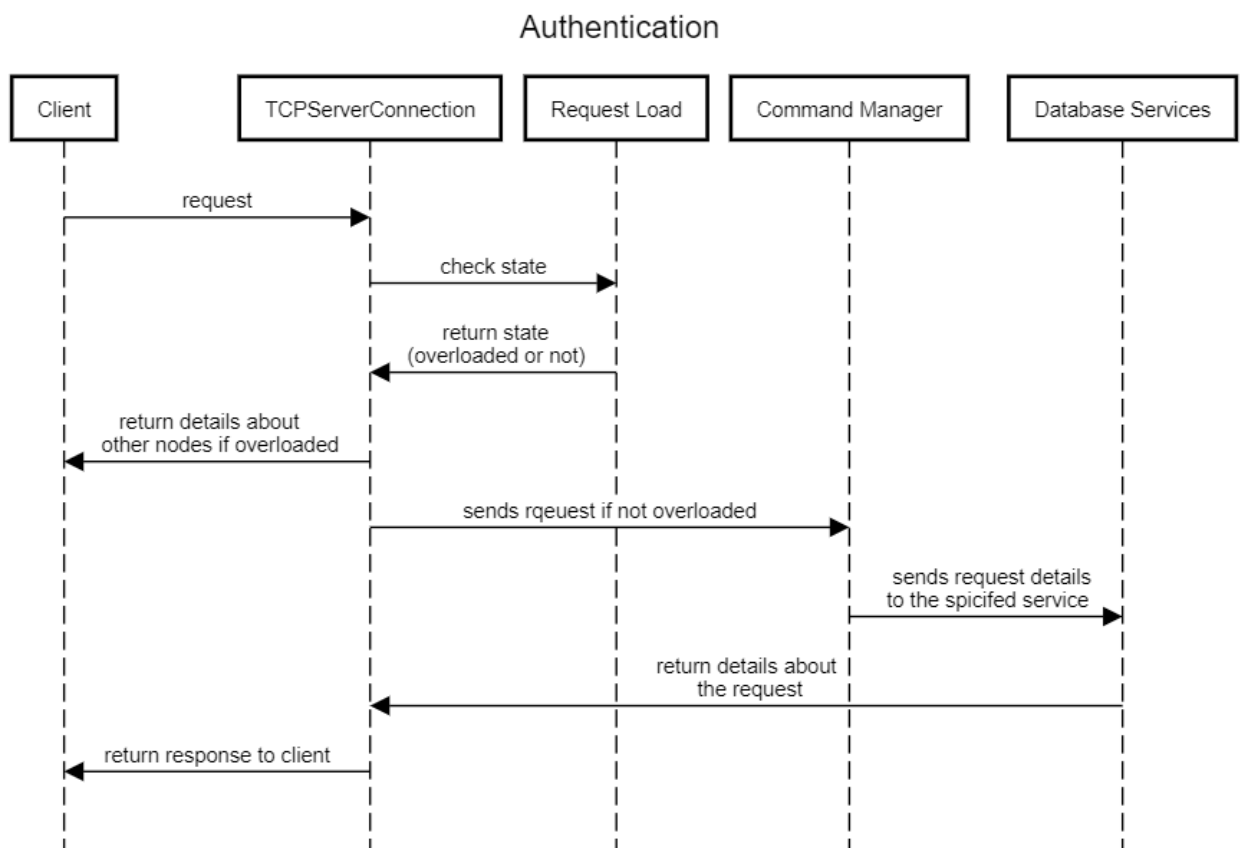 Authentication
Client
TCPServerConnection
Request Load
Command Manager
Database Services
request
check state
return state
(overloaded or not)
return details about
other nodes if overloaded
sends rqeuest if not overloaded
sends request details
to the spicifed service
return details about
the request
return response to client